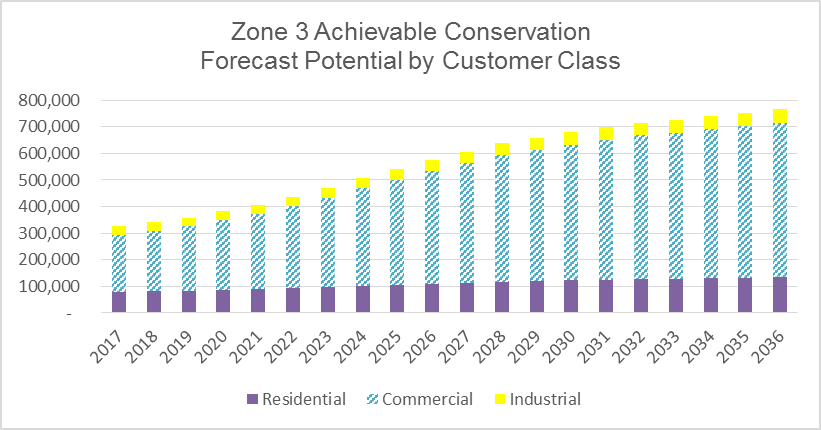 Zone 3 Achievable Conservation
Forecast Potential by Customer Class
800,000
700,000
600,000
500,000
400,000
300,000
200,000
100,000
-
2017 2018 2019 2020 2021 2022 2023 2024 2025 2026 2027 2028 2029 2030 2031 2032 2033 2034 2035 2036
Residential Commercial Industrial